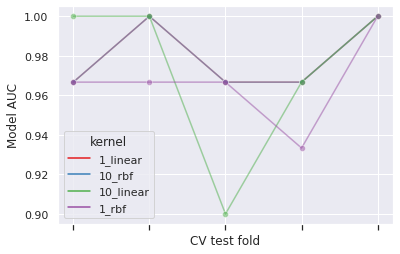 1.00
0.98
0.96
0.94
0.92
0.90
Model AUC
kernel
1_linear
10_rbf
10_linear
1_rbf
CV test fold